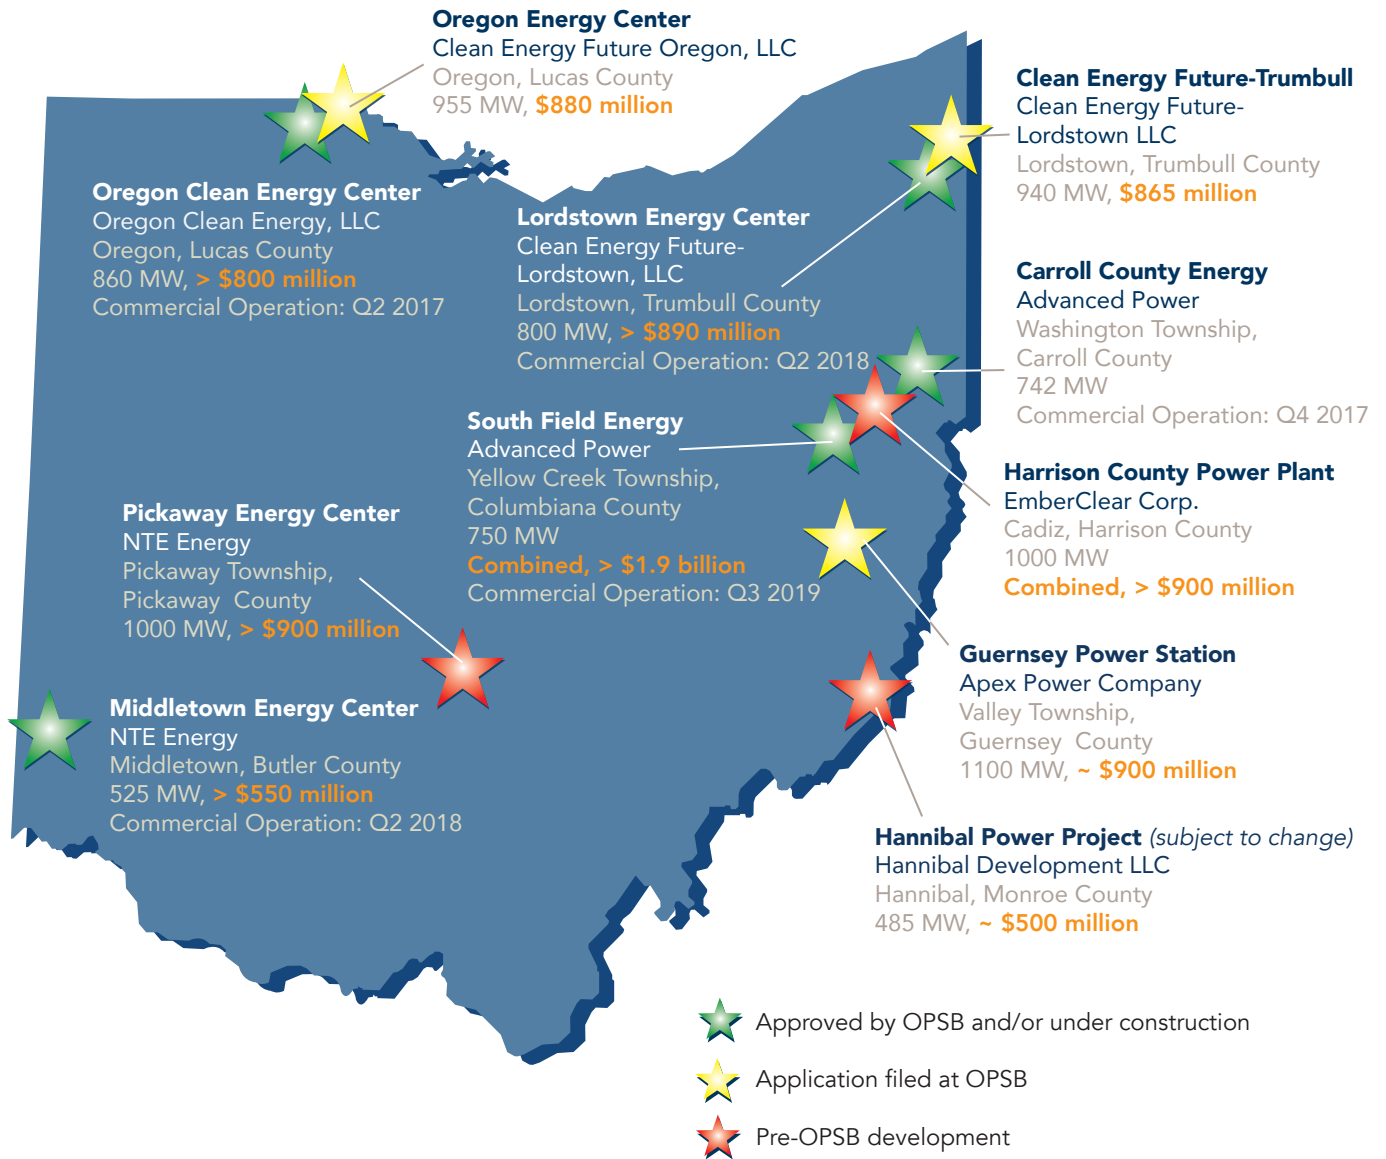 Oregon Energy Center
Clean Energy Future Oregon, LLC
Oregon, Lucas County
955 MW, $880 million
Clean Energy Future-Trumbull
Clean Energy Future-
Lordstown LLC
Lordstown, Trumbull County
940 MW, $865 million
Oregon Clean Energy Center
Oregon Clean Energy, LLC
Oregon, Lucas County
860 MW, > $800 million
Commercial Operation: Q2 2017
Lordstown Energy Center
Clean Energy Future-
Lordstown, LLC
Lordstown, Trumbull County
800 MW, > $890 million
Commercial Operation: Q2 2018
Carroll County Energy
Advanced Power
Washington Township,
Carroll County
742 MW
Commercial Operation: Q4 2017
South Field Energy
Advanced Power
Yellow Creek Township,
Columbiana County
750 MW
Combined, > $1.9 billion
Commercial Operation: Q3 2019
Harrison County Power Plant
EmberClear Corp.
Cadiz, Harrison County
1000 MW
Combined, > $900 million
Pickaway Energy Center
NTE Energy
Pickaway Township,
Pickaway County
1000 MW, > $900 million
Guernsey Power Station
Apex Power Company
Valley Township,
Guernsey County
1100 MW, ~ $900 million
Middletown Energy Center
NTE Energy
Middletown, Butler County
525 MW, > $550 million
Commercial Operation: Q2 2018
Hannibal Power Project (subject to change)
Hannibal Development LLC
Hannibal, Monroe County
485 MW, ~ $500 million
Approved by OPSB and/or under construction
Application filed at OPSB
Pre-OPSB development